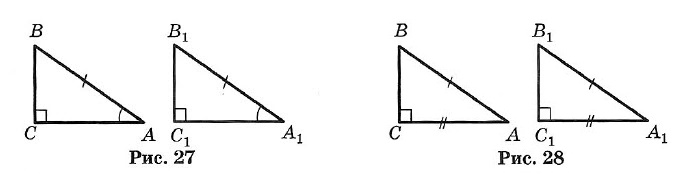 B B₁ B B₁
C A C₁ A₁ C A C₁ A₁
Рис. 27 Рис. 28